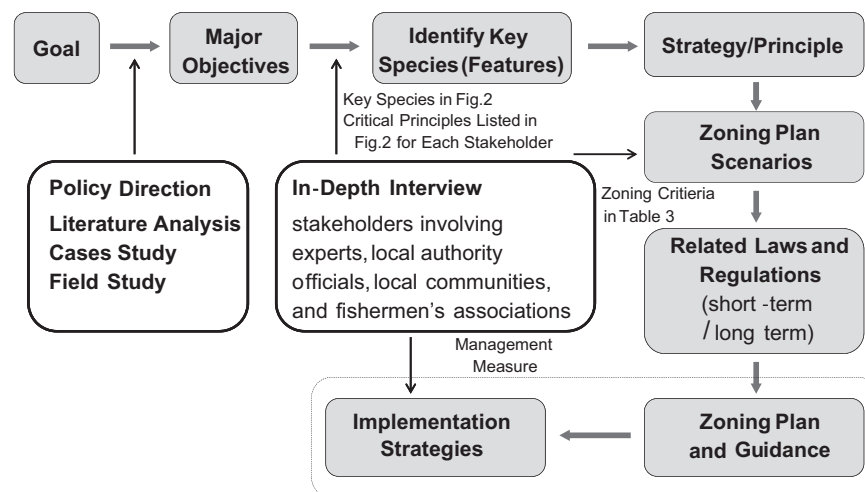 Goal
Major
Objectives
Identify Key
Species (Features)
Strategy/Principle
Key Species in Fig.2
Critical Principles Listed in
Fig.2 for Each Stakeholder
Zoning Plan
Scenarios
Policy Direction
Literature Analysis
Cases Study
Field Study
In-Depth Interview
stakeholders involving
experts, local authority
officials, local communities,
and fishermen's associations
Zoning Critieria
in Table 3
Related Laws and
Regulations
(short -term
/ long term)
Management
Measure
Implementation
Strategies
Zoning Plan
and Guidance